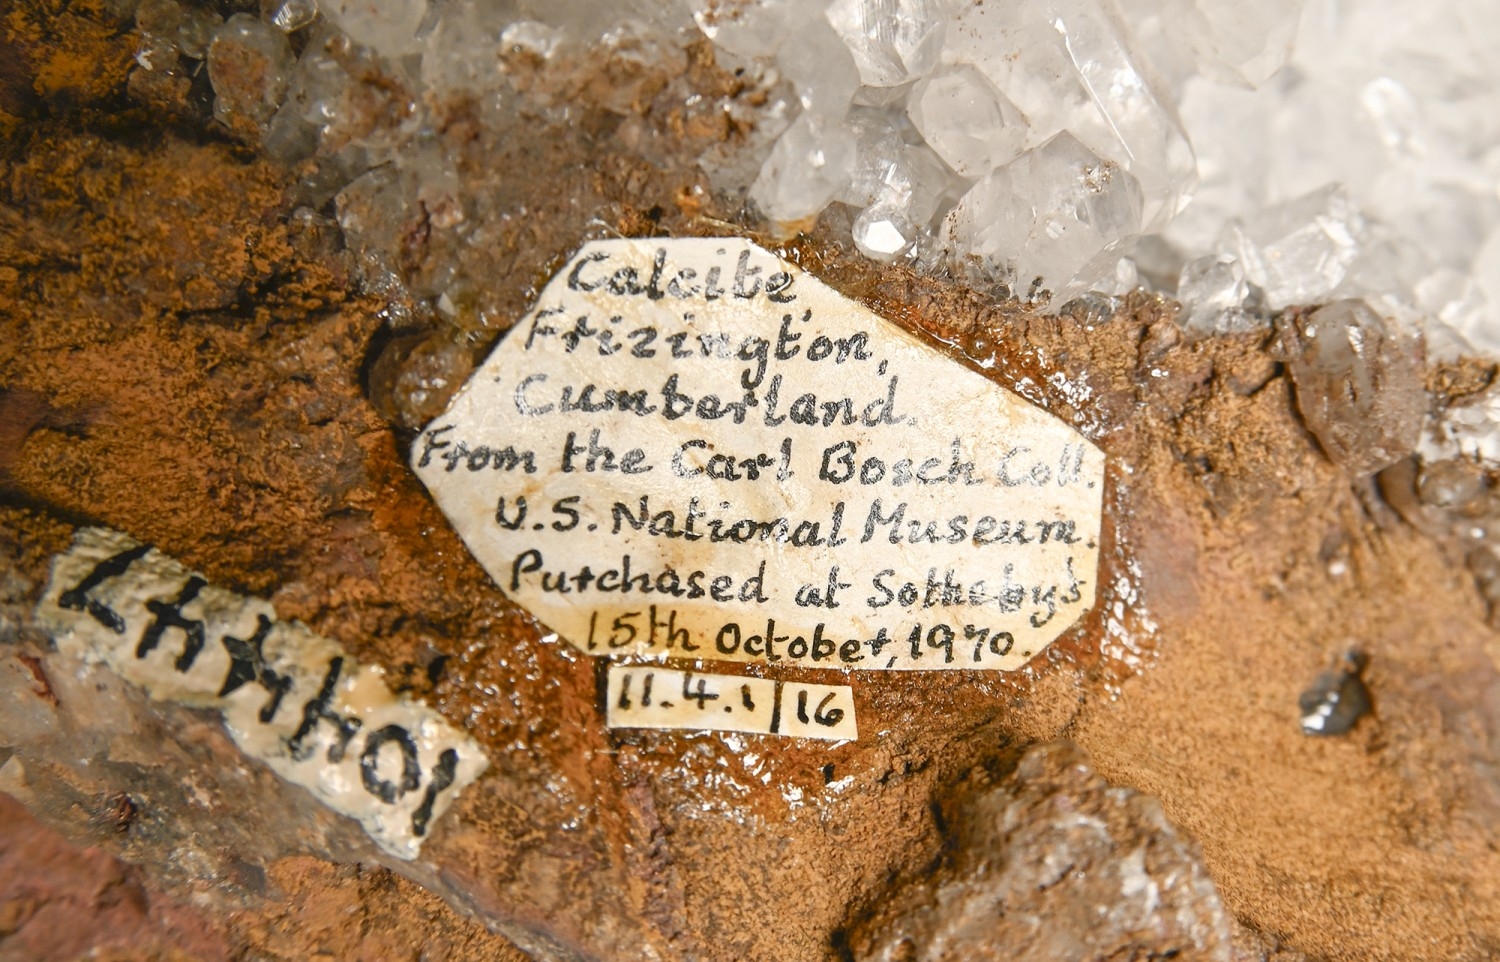 Calcite
Frizington,
Cumberland.
From the Carl Bosch Coll.
U.S. National Museum.
Purchased at Sotheby's
15th October, 1970.
11.4.1/16